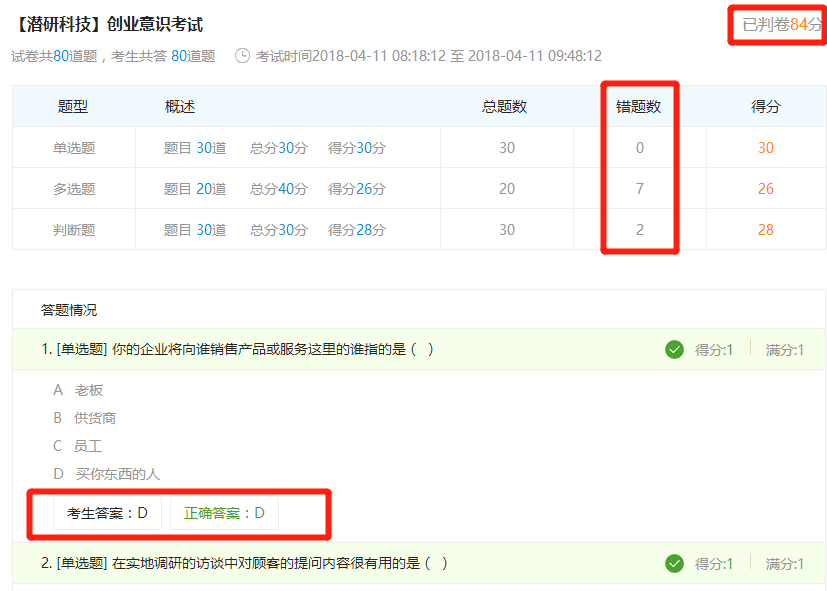 【潜研科技】创业意识考试
已判卷84分
试卷共80道题，考生共答 80道题 考试时间2018-04-11 08:18:12 至 2018-04-11 09:48:12
题型 概述 总题数 错题数 得分
单选题 题目 30道 总分30分 得分30分 30 0 30
多选题 题目 20道 总分40分 得分26分 20 7 26
判断题 题目 30道 总分30分 得分28分 30 2 28
答题情况
1. [单选题] 你的企业将向谁销售产品或服务这里的谁指的是 ( ) 得分:1 满分:1
A 老板
B 供货商
C 员工
D 买你东西的人
考生答案：D 正确答案：D
2. [单选题] 在实地调研的访谈中对顾客的提问内容很有用的是 ( ) 得分:1 满分:1